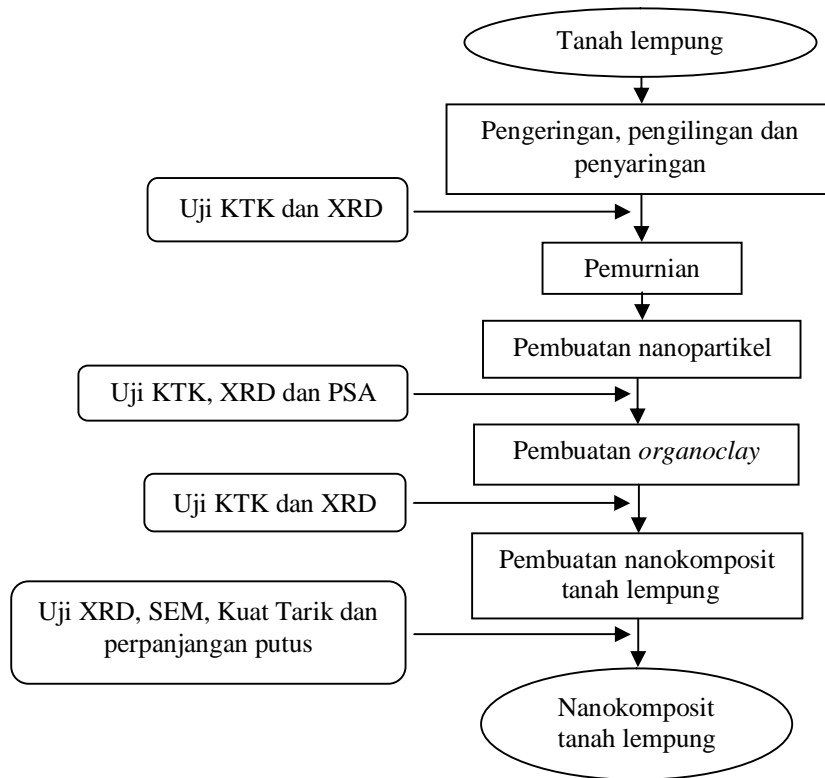 Tanah lempung
Pengeringan, pengilingan dan
penyaringan
Uji KTK dan XRD
Pemurnian
Pembuatan nanopartikel
Uji KTK, XRD dan PSA
Pembuatan organoclay
Uji KTK dan XRD
Pembuatan nanokomposit
tanah lempung
Uji XRD, SEM, Kuat Tarik dan
perpanjangan putus
Nanokomposit
tanah lempung